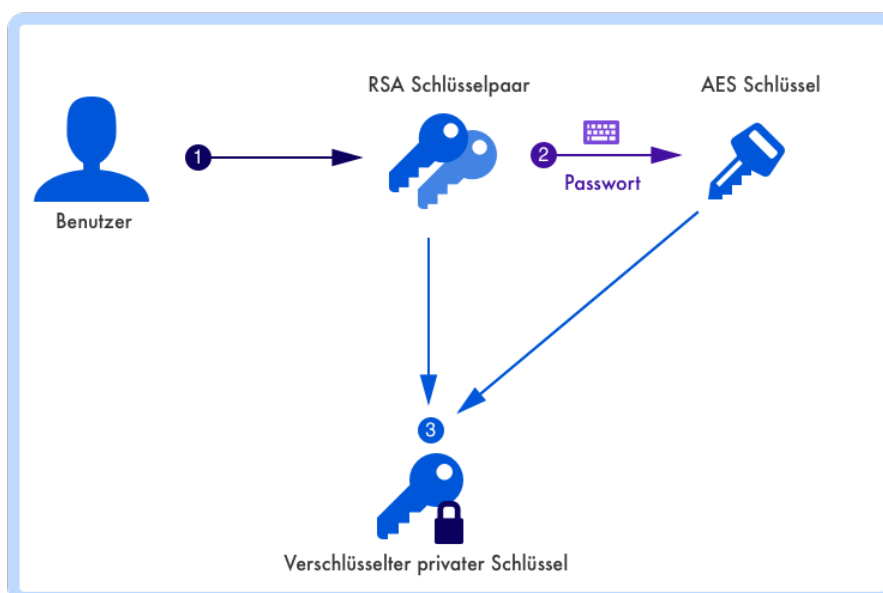 RSA Schlüsselpaar
AES Schlüssel
1
2
Passwort
Benutzer
3
Verschlüsselter privater Schlüssel